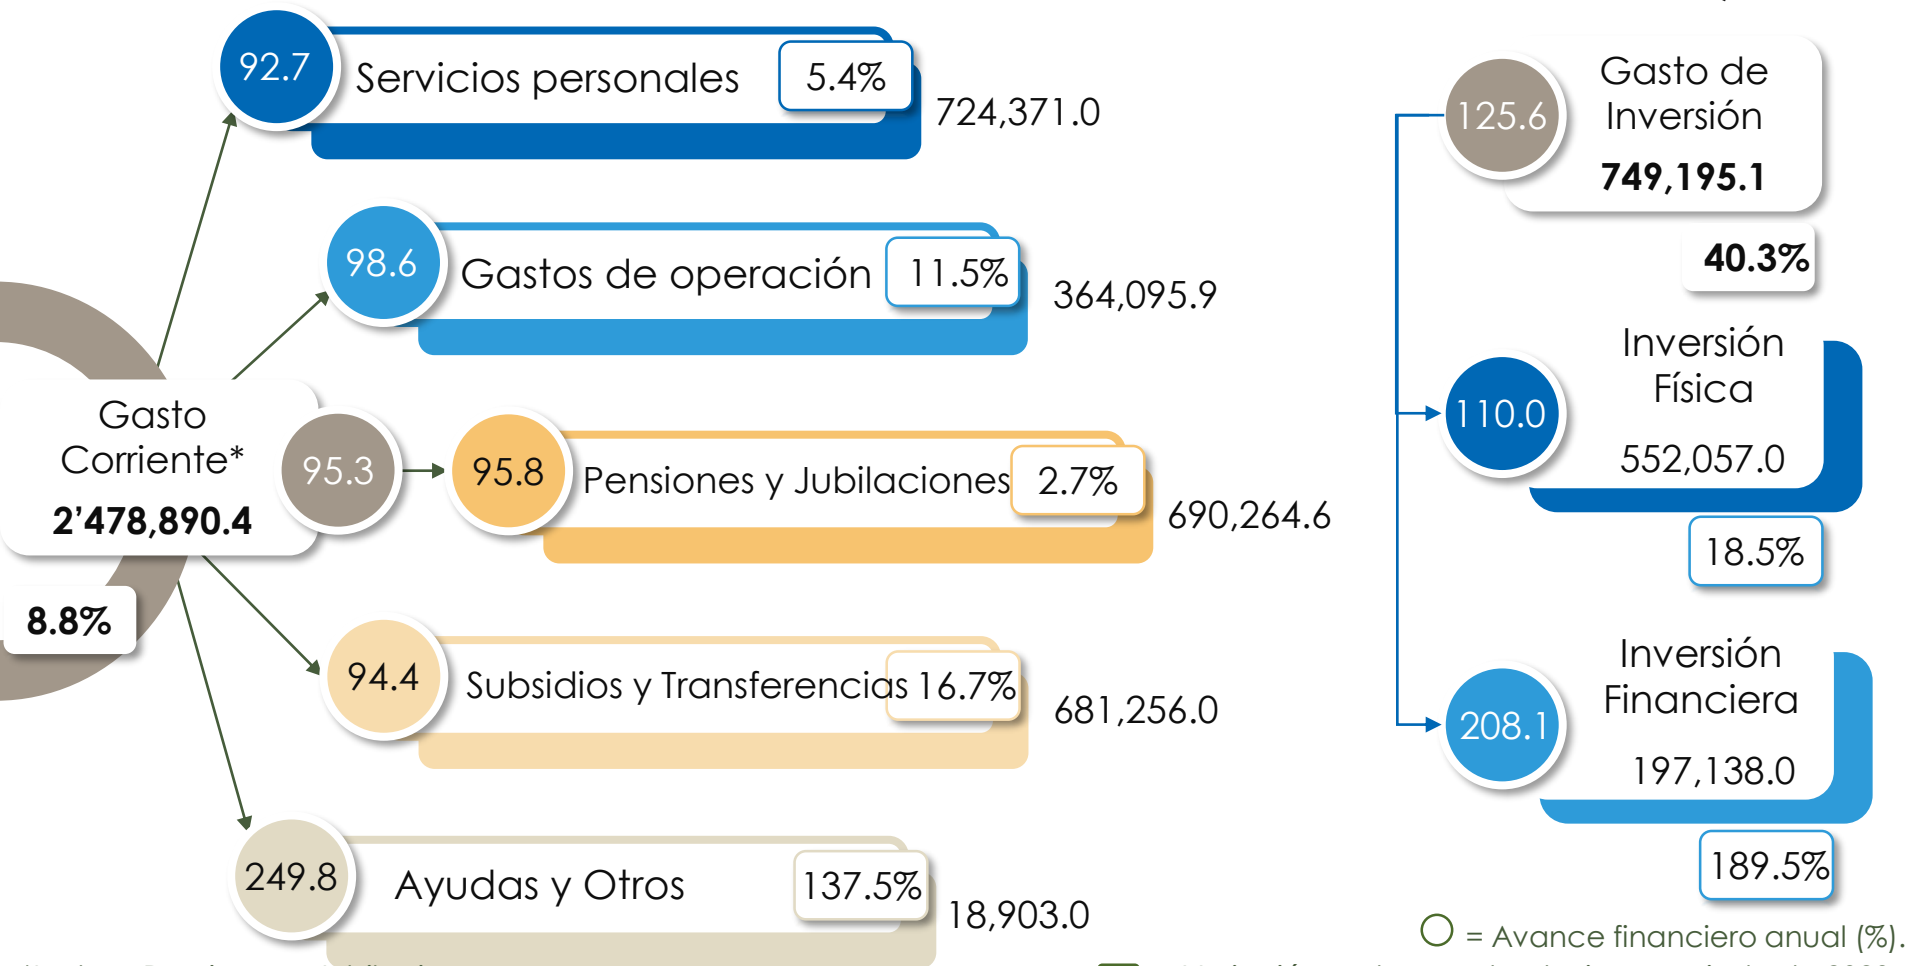 92.7
Servicios personales
5.4%
724,371.0
98.6
Gastos de operación
11.5%
364,095.9
Gasto
Corriente*
2’478,890.4
95.3
8.8%
95.8
Pensiones y Jubilaciones
2.7%
690,264.6
94.4
Subsidios y Transferencias
16.7%
681,256.0
249.8
Ayudas y Otros
137.5%
18,903.0
125.6
Gasto de
Inversión
749,195.1
40.3%
110.0
Inversión
Física
552,057.0
18.5%
208.1
Inversión
Financiera
197,138.0
189.5%
= Avance financiero anual (%).